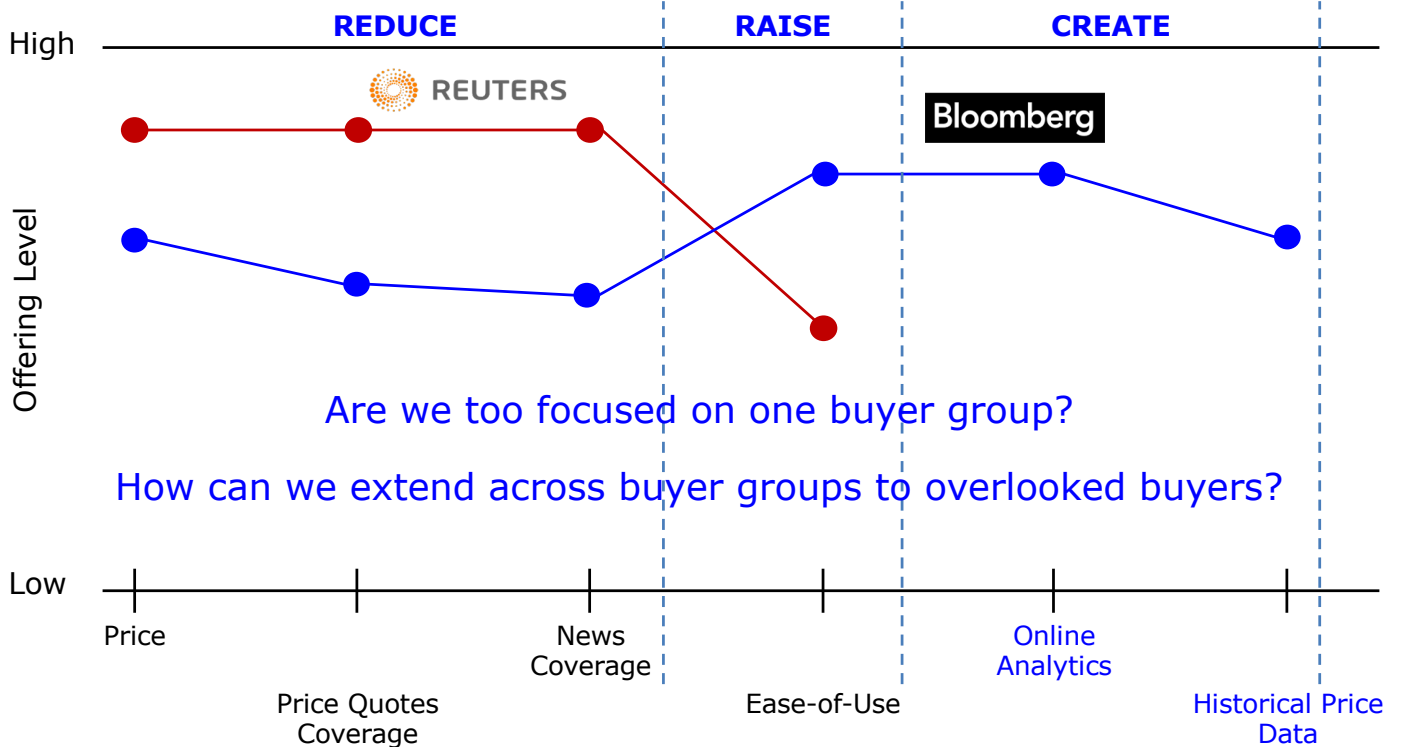 REDUCE
RAISE
CREATE
High
REUTERS
Bloomberg
Offering Level
Are we too focused on one buyer group?
How can we extend across buyer groups to overlooked buyers?
Low
Price
Price Quotes
Coverage
News
Coverage
Ease-of-Use
Online
Analytics
Historical Price
Data